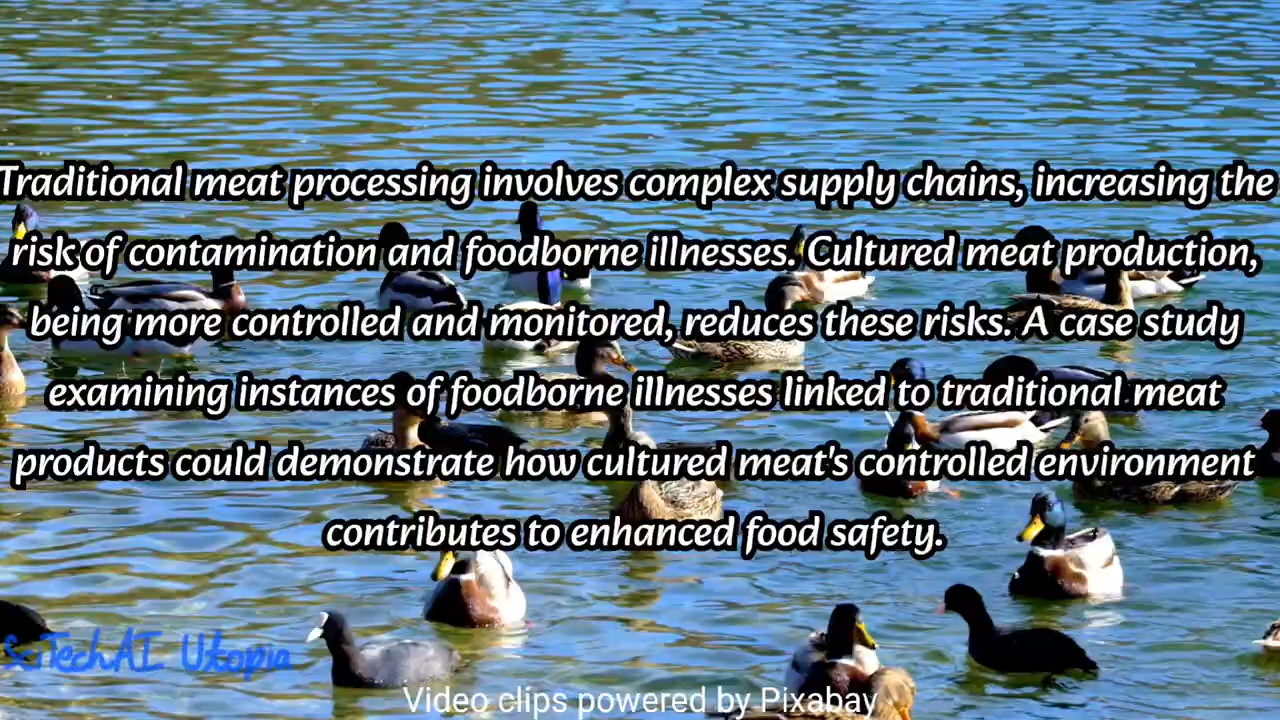 Traditional meat processing involves complex supply chains, increasing the
risk of contamination and foodborne illnesses. Cultured meat production,
being more controlled and monitored, reduces these risks. A case study
examining instances of foodborne illnesses linked to traditional meat
products could demonstrate how cultured meat's controlled environment
contributes to enhanced food safety.
SciTechAI Utopia
Video clips powered by Pixabay